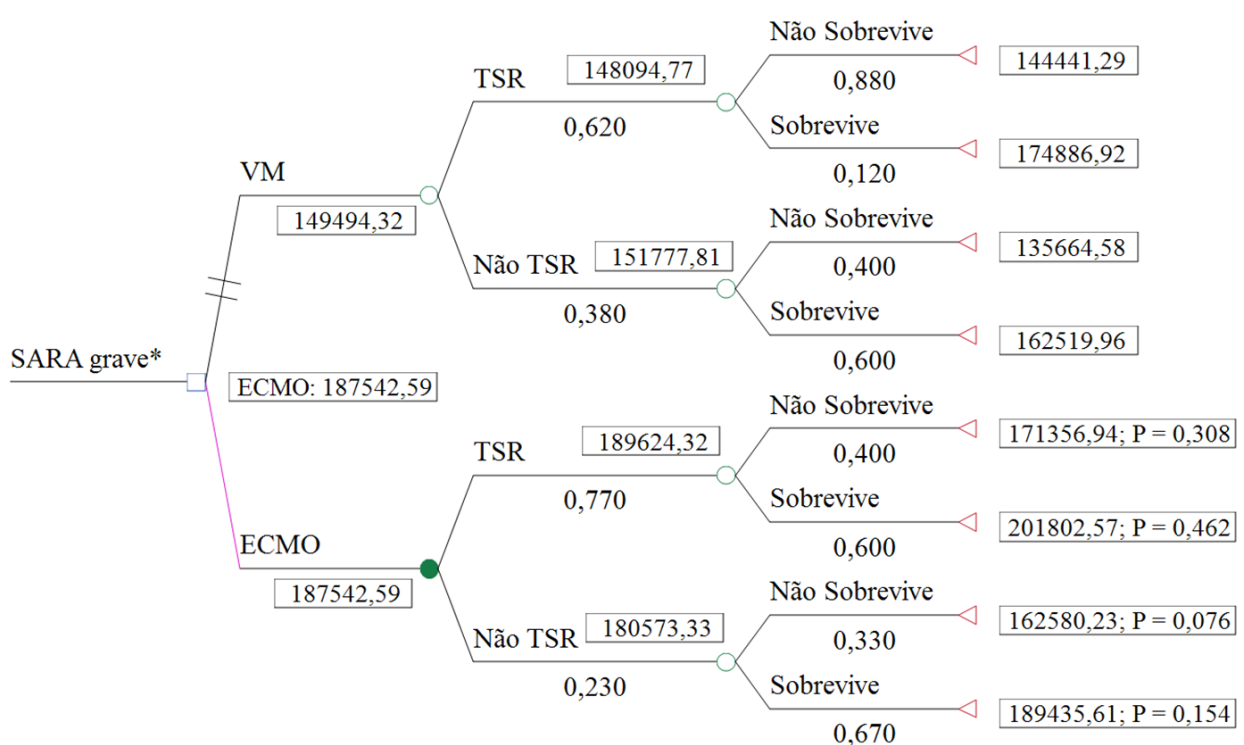 Não Sobrevive
144441,29
0,880
TSR
148094,77
0,620
Sobrevive
174886,92
0,120
VM
149494,32
Não Sobrevive
135664,58
0,400
Não TSR
151777,81
0,380
Sobrevive
162519,96
0,600
SARA grave*
ECMO: 187542,59
Não Sobrevive
171356,94; P = 0,308
0,400
TSR
189624,32
0,770
Sobrevive
201802,57; P = 0,462
0,600
ECMO
187542,59
Não Sobrevive
162580,23; P = 0,076
0,330
Não TSR
180573,33
0,230
Sobrevive
189435,61; P = 0,154
0,670